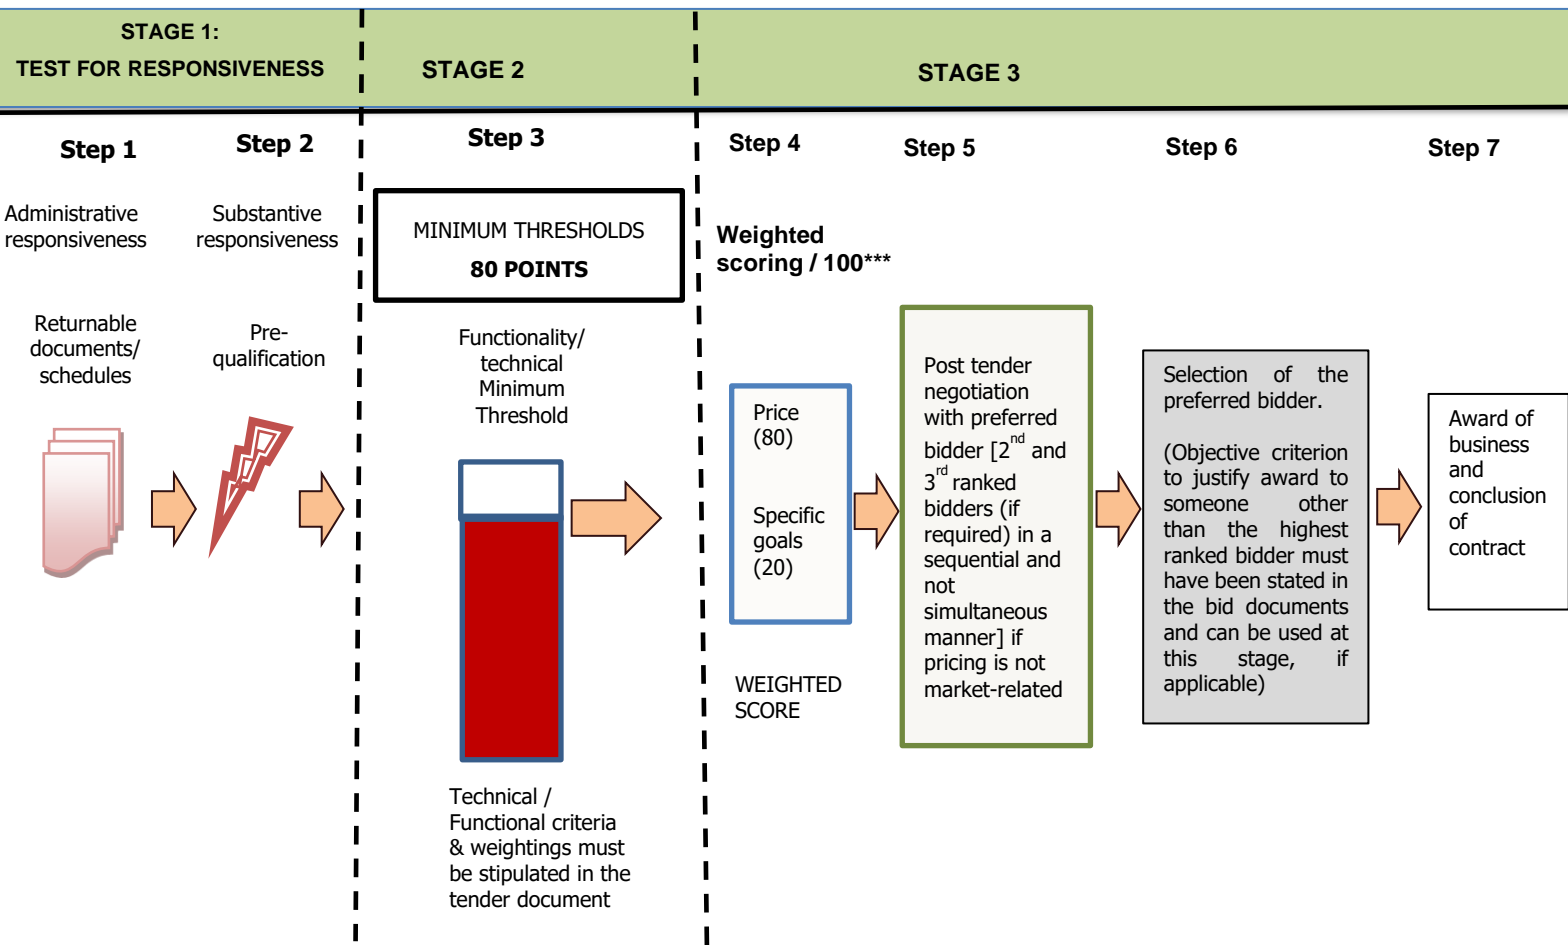 STAGE 1:
TEST FOR RESPONSIVENESS
STAGE 2
STAGE 3
Step 1
Step 2
Step 3
Step 4
Step 5
Step 6
Step 7
Administrative
responsiveness
Returnable
documents/
schedules
Substantive
responsiveness
Pre-
qualification
MINIMUM THRESHOLDS
80 POINTS
Functionality/
technical
Minimum
Threshold
Technical /
Functional criteria
& weightings must
be stipulated in the
tender document
Weighted
scoring / 100***
Price
(80)
Specific
goals
(20)
WEIGHTED
SCORE
Post tender
negotiation
with preferred
bidder [2nd and
3rd ranked
bidders (if
required) in a
sequential and
not
simultaneous
manner] if
pricing is not
market-related
Selection of the
preferred bidder.
(Objective criterion
to justify award to
someone other
than the highest
ranked bidder must
have been stated in
the bid documents
and can be used at
this stage, if
applicable)
Award of
business
and
conclusion
of
contract